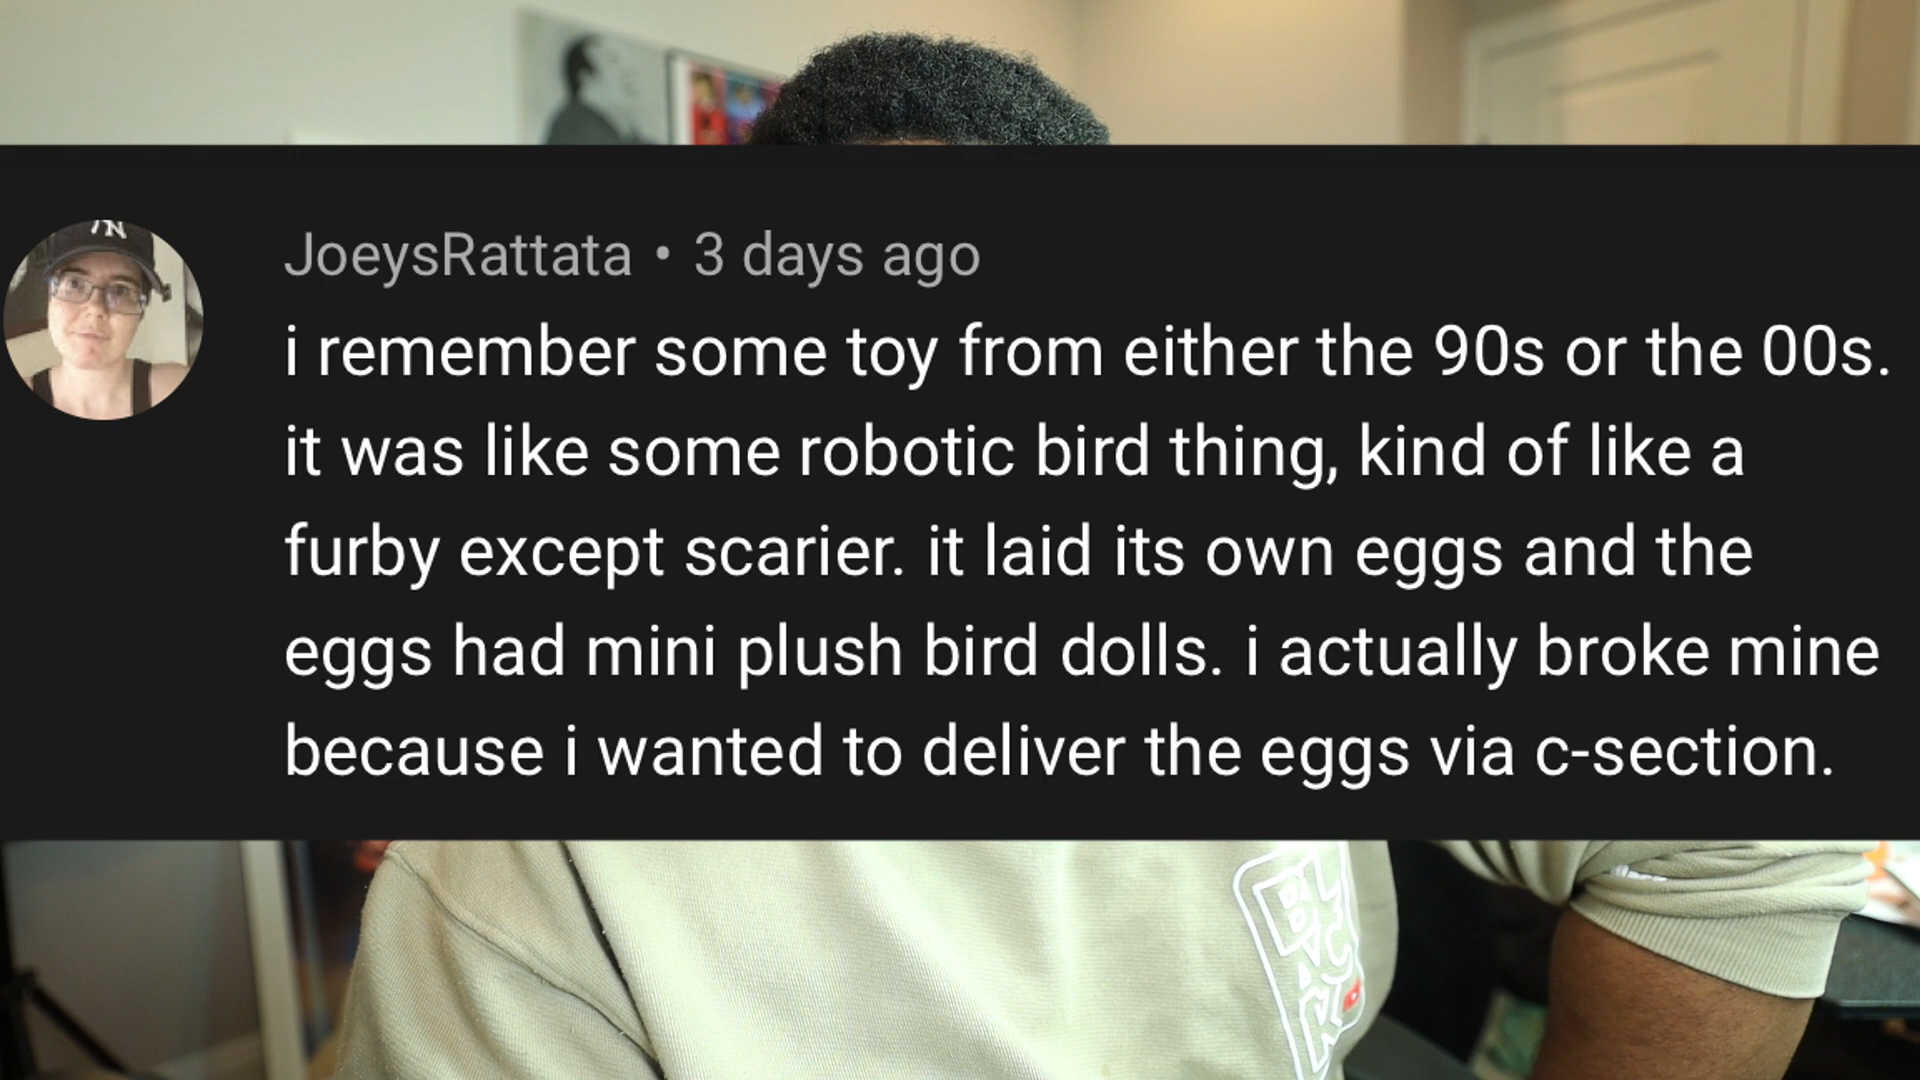 JoeysRattata • 3 days ago
i remember some toy from either the 90s or the 00s.
it was like some robotic bird thing, kind of like a
furby except scarier. it laid its own eggs and the
eggs had mini plush bird dolls. i actually broke mine
because i wanted to deliver the eggs via c-section.
BLACK